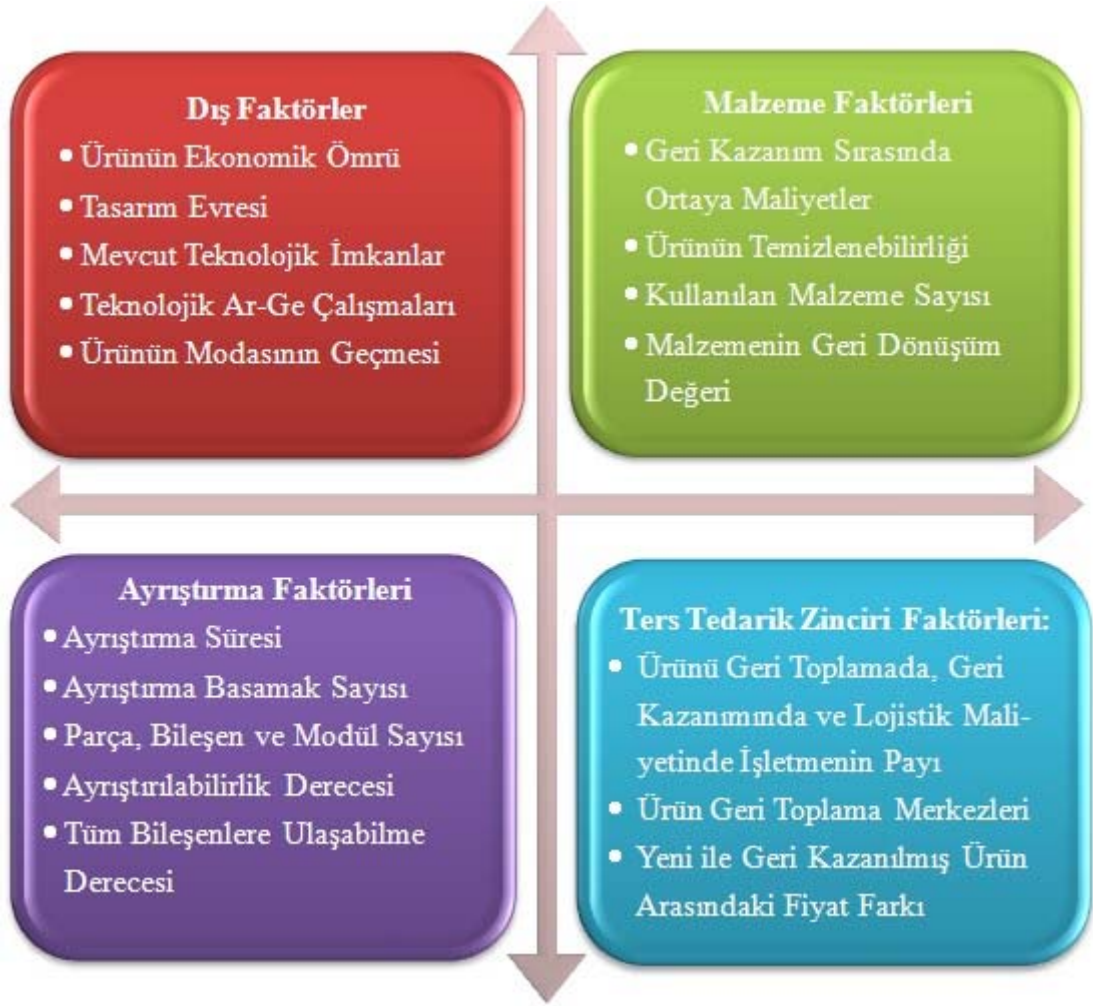 Dış Faktörler
• Ürünün Ekonomik Ömrü
• Tasarım Evresi
• Mevcut Teknolojik İmkanlar
• Teknolojik Ar-Ge Çalışmaları
• Ürünün Modasının Geçmesi
Malzeme Faktörleri
• Geri Kazanım Sırasında
Ortaya Maliyetler
• Ürünün Temizlenebilirliği
• Kullanılan Malzeme Sayısı
• Malzemenin Geri Dönüşüm
Değeri
Ayrıştırma Faktörleri
• Ayrıştırma Süresi
• Ayrıştırma Basamak Sayısı
• Parça, Bileşen ve Modül Sayısı
• Ayrıştırılabilirlik Derecesi
• Tüm Bileşenlere Ulaşabilme
Derecesi
Ters Tedarik Zinciri Faktörleri:
• Ürünü Geri Toplamada, Geri
Kazanımında ve Lojistik Mali-
yetinde İşletmenin Payı
• Ürün Geri Toplama Merkezleri
• Yeni ile Geri Kazanılmış Ürün
Arasındaki Fiyat Farkı